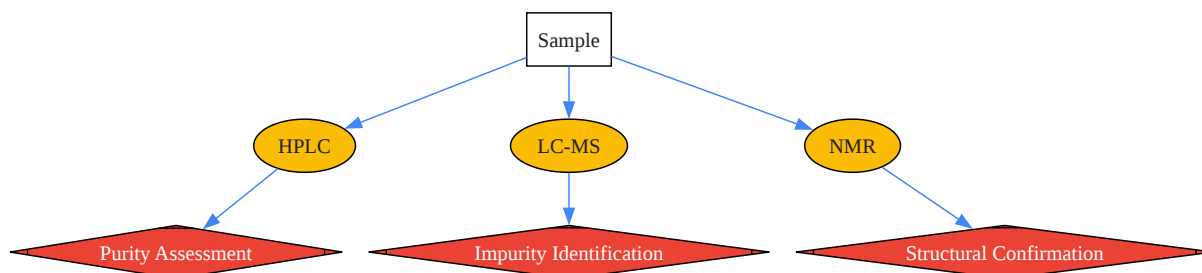 Sample
HPLC
LC-MS
NMR
Purity Assessment
Impurity Identification
Structural Confirmation